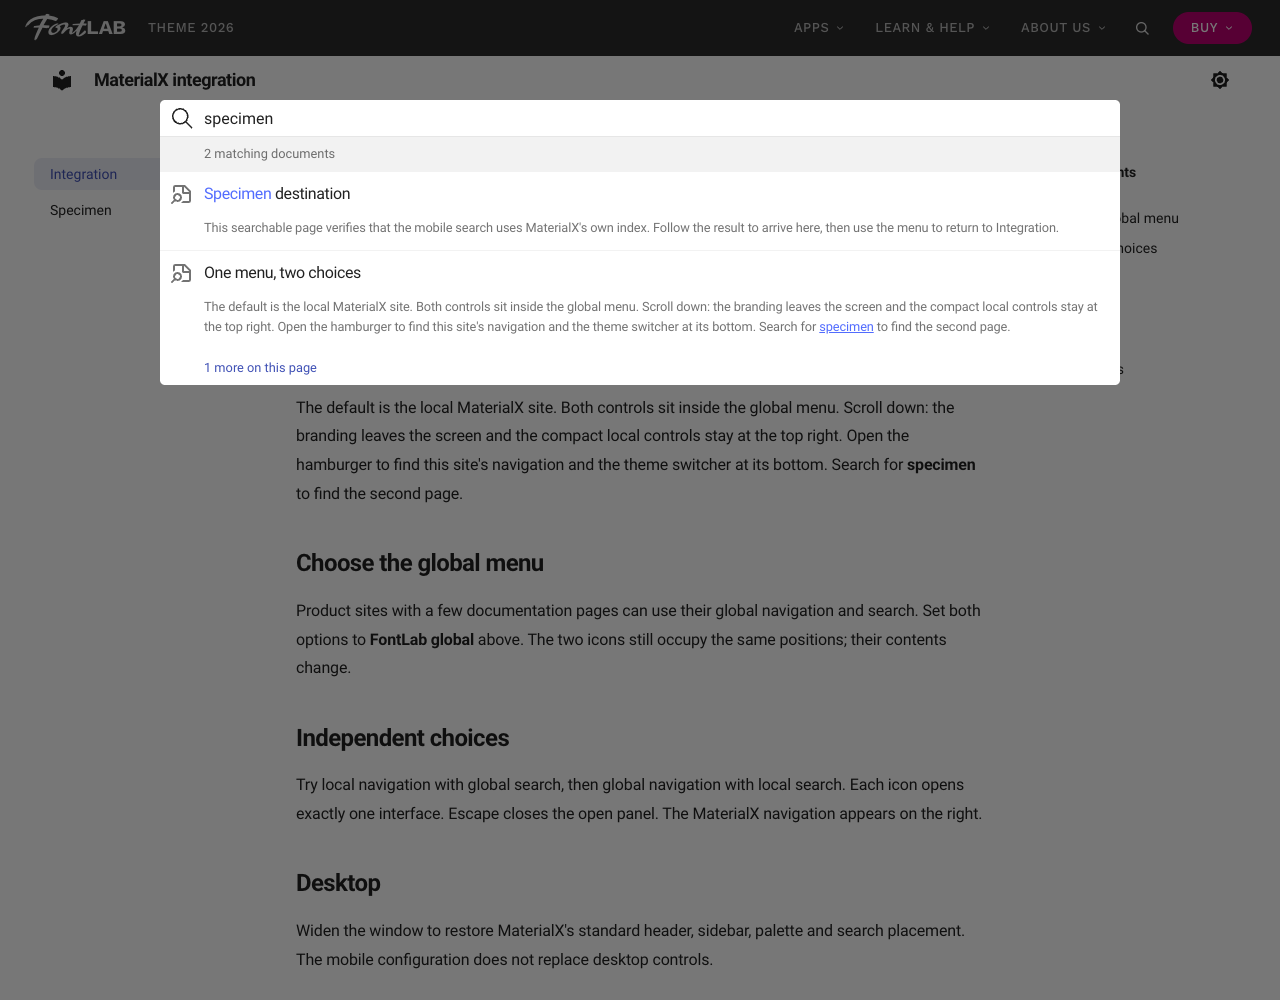 FontLAB THEME 2026 APPS LEARN & HELP ABOUT US BUY
MaterialX integration
specimen
2 matching documents
Specimen destination
This searchable page verifies that the mobile search uses MaterialX's own index. Follow the result to arrive here, then use the menu to return to Integration.
One menu, two choices
The default is the local MaterialX site. Both controls sit inside the global menu. Scroll down: the branding leaves the screen and the compact local controls stay at
the top right. Open the hamburger to find this site's navigation and the theme switcher at its bottom. Search for specimen to find the second page.
1 more on this page
Integration
Specimen
nts
bal menu
hoices
s
The default is the local MaterialX site. Both controls sit inside the global menu. Scroll down: the
branding leaves the screen and the compact local controls stay at the top right. Open the
hamburger to find this site's navigation and the theme switcher at its bottom. Search for specimen
to find the second page.
Choose the global menu
Product sites with a few documentation pages can use their global navigation and search. Set both
options to FontLab global above. The two icons still occupy the same positions; their contents
change.
Independent choices
Try local navigation with global search, then global navigation with local search. Each icon opens
exactly one interface. Escape closes the open panel. The MaterialX navigation appears on the right.
Desktop
Widen the window to restore MaterialX's standard header, sidebar, palette and search placement.
The mobile configuration does not replace desktop controls.